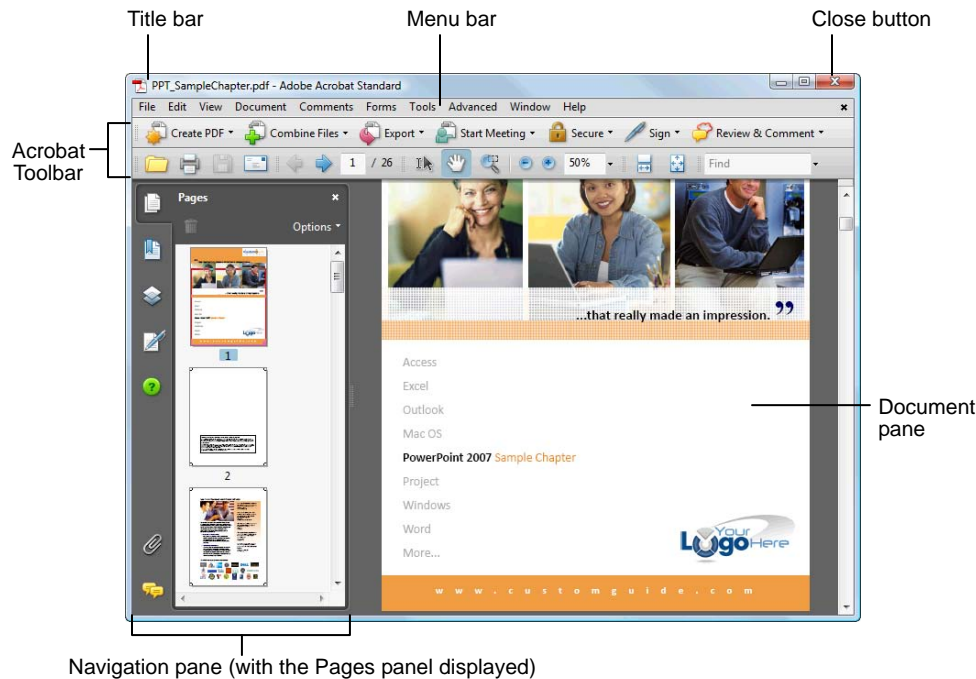 Title bar
Menu bar
Close button
PPT_SampleChapter.pdf - Adobe Acrobat Standard
File Edit View Document Comments Forms Tools Advanced Window Help
Acrobat Toolbar
Create PDF Combine Files Export Start Meeting Secure Sign Review & Comment
1 / 26 50% Find
Pages
Options
1
2
...that really made an impression. ”
Access
Excel
Outlook
Mac OS
PowerPoint 2007 Sample Chapter
Project
Windows
Word
More...
Your
Logo Here
www.customguide.com
Document
pane
Navigation pane (with the Pages panel displayed)